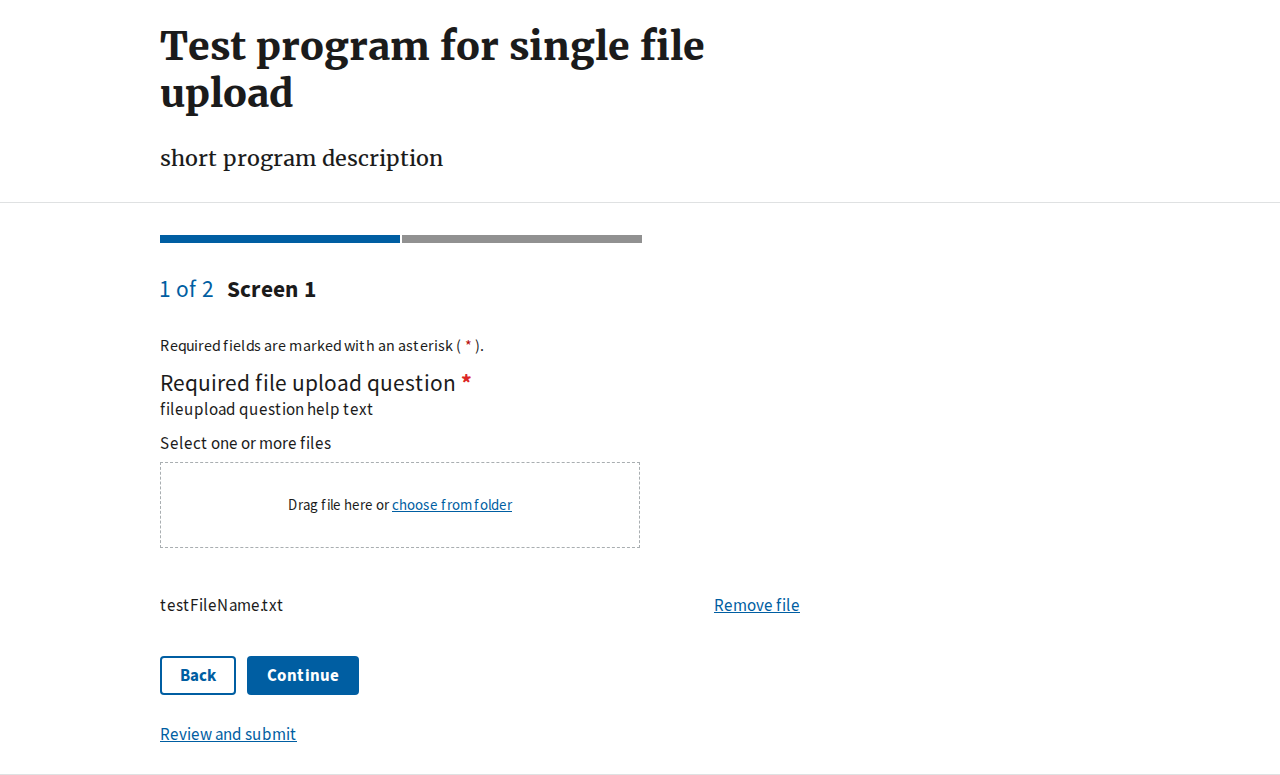 Test program for single file
upload
short program description
1 of 2 Screen 1
Required fields are marked with an asterisk ( * ).
Required file upload question *
fileupload question help text
Select one or more files
Drag file here or choose from folder
testFileName.txt Remove file
Back Continue
Review and submit